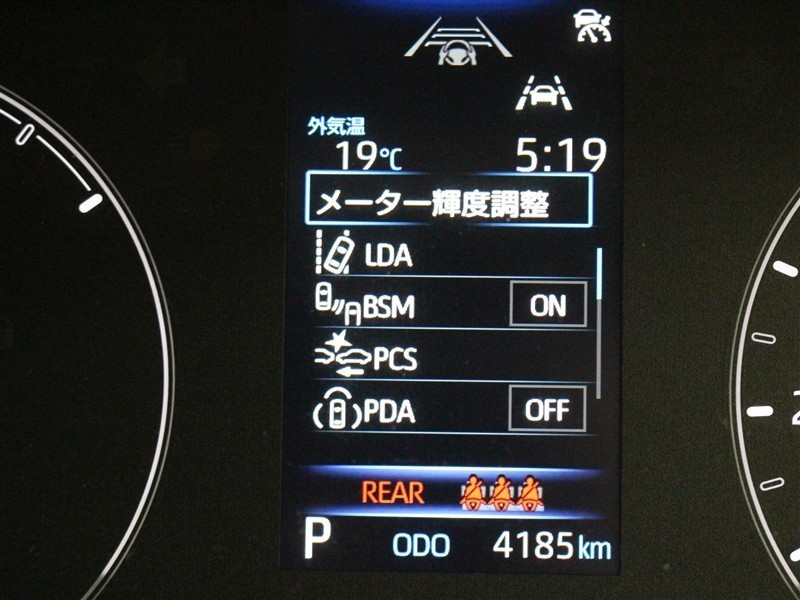 外気温
19℃ 5:19
メーター輝度調整
LDA
BSM ON
PCS
PDA OFF
REAR
P ODO 4185km